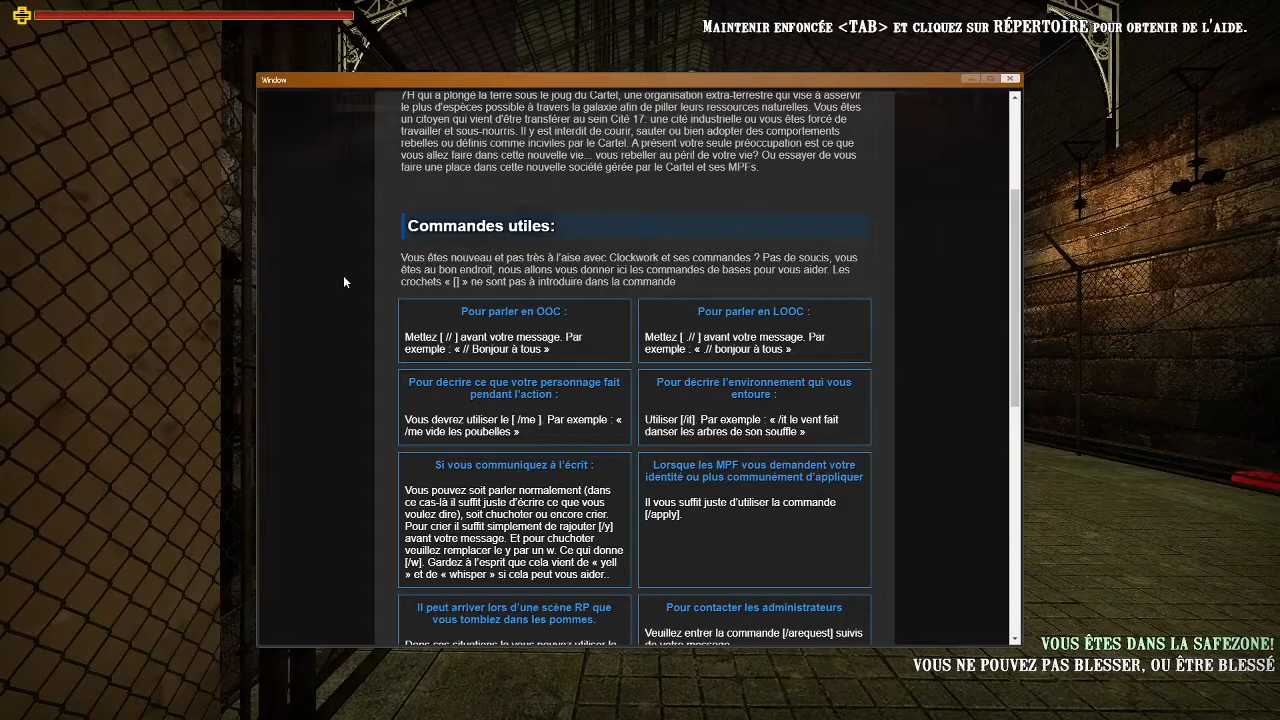 MAINTENIR ENFONCÉE <TAB> ET CLIQUEZ SUR RÉPERTOIRE POUR OBTENIR DE L'AIDE.
Window
7H qui a plongé la terre sous le joug du Cartel, une organisation extra-terrestre qui vise à asservir
le plus d'espèces possible à travers la galaxie afin de piller leurs ressources naturelles. Vous êtes
un citoyen qui vient d'être transférer au sein Cité 17: une cité industrielle ou vous êtes forcé de
travailler et sous-nourris. Il y est interdit de courir, sauter ou bien adopter des comportements
rebelles ou définis comme inciviles par le Cartel. A présent votre seule préoccupation est ce que
vous allez faire dans cette nouvelle vie... vous rebeller au péril de votre vie? Ou essayer de vous
faire une place dans cette nouvelle société gérée par le Cartel et ses MPFs.
Commandes utiles:
Vous êtes nouveau et pas très à l'aise avec Clockwork et ses commandes ? Pas de soucis, vous
êtes au bon endroit, nous allons vous donner ici les commandes de bases pour vous aider. Les
crochets « [] » ne sont pas à introduire dans la commande
Pour parler en OOC :
Mettez [ // ] avant votre message. Par
exemple : « // Bonjour à tous »
Pour parler en LOOC :
Mettez [ .// ] avant votre message. Par
exemple : « .// bonjour à tous »
Pour décrire ce que votre personnage fait
pendant l'action :
Vous devrez utiliser le [ /me ]. Par exemple : «
/me vide les poubelles »
Pour décrire l'environnement qui vous
entoure :
Utiliser [/it]. Par exemple : « /it le vent fait
danser les arbres de son souffle »
Si vous communiquez à l'écrit :
Vous pouvez soit parler normalement (dans
ce cas-là il suffit juste d'écrire ce que vous
voulez dire), soit chuchoter ou encore crier.
Pour crier il suffit simplement de rajouter [/y]
avant votre message. Et pour chuchoter
veuillez remplacer le y par un w. Ce qui donne
[/w]. Gardez à l'esprit que cela vient de « yell
» et de « whisper » si cela peut vous aider..
Lorsque les MPF vous demandent votre
identité ou plus communément d'appliquer
Il vous suffit juste d'utiliser la commande
[/apply].
Il peut arriver lors d'une scène RP que
vous tombiez dans les pommes.
Dans ces situations le vous pouvez utiliser le
Pour contacter les administrateurs
Veuillez entrer la commande [/arequest] suivis
de votre message
VOUS ÊTES DANS LA SAFEZONE!
VOUS NE POUVEZ PAS BLESSER, OU ÊTRE BLESSÉ